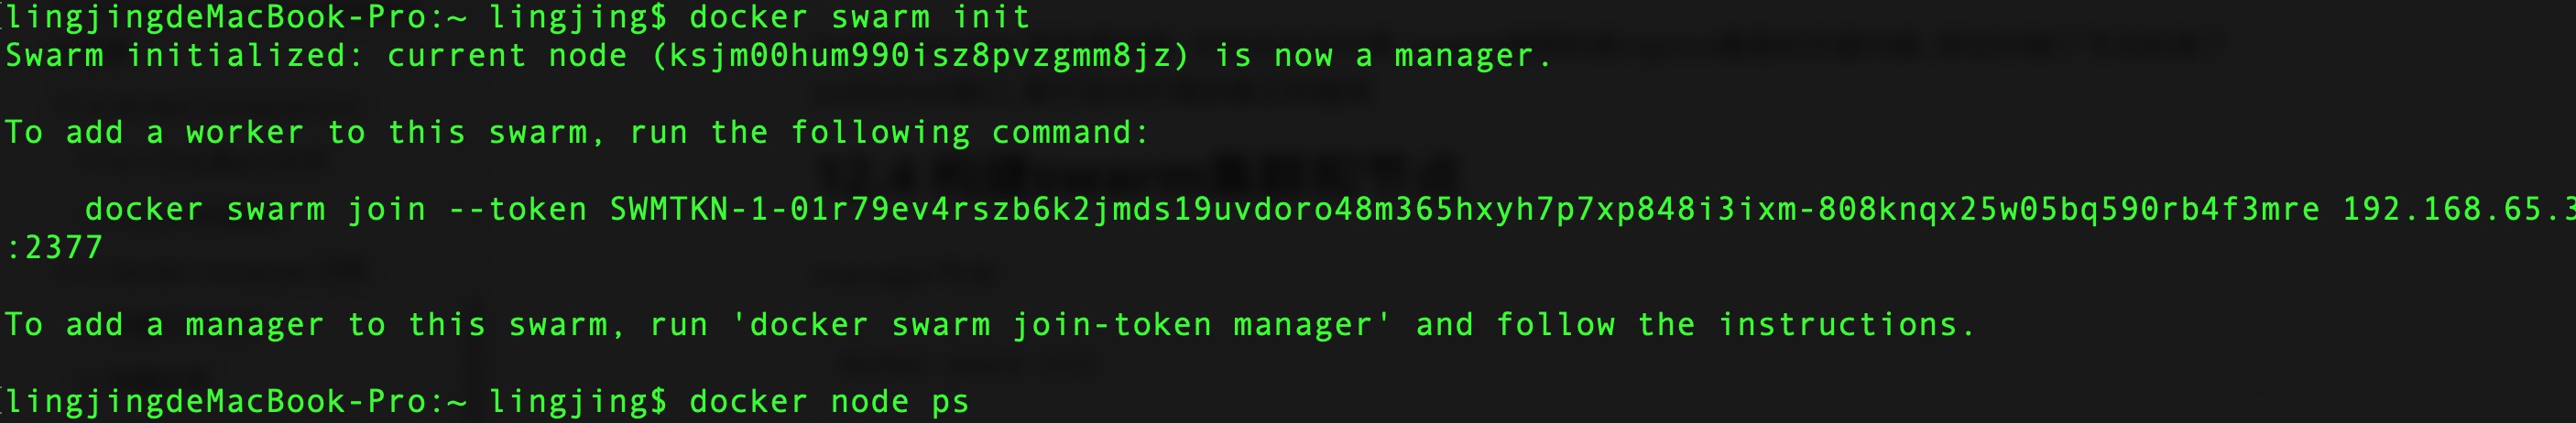 lingjingdeMacBook-Pro:~ lingjing$ docker swarm init
Swarm initialized: current node (ksjm00hum990isz8pvzgmm8jz) is now a manager.
To add a worker to this swarm, run the following command:
docker swarm join --token SWMTKN-1-01r79ev4rszb6k2jmds19uvdoro48m365hxyh7p7xp848i3ixm-808knqx25w05bq590rb4f3mre 192.168.65.3
:2377
To add a manager to this swarm, run 'docker swarm join-token manager' and follow the instructions.
lingjingdeMacBook-Pro:~ lingjing$ docker node ps